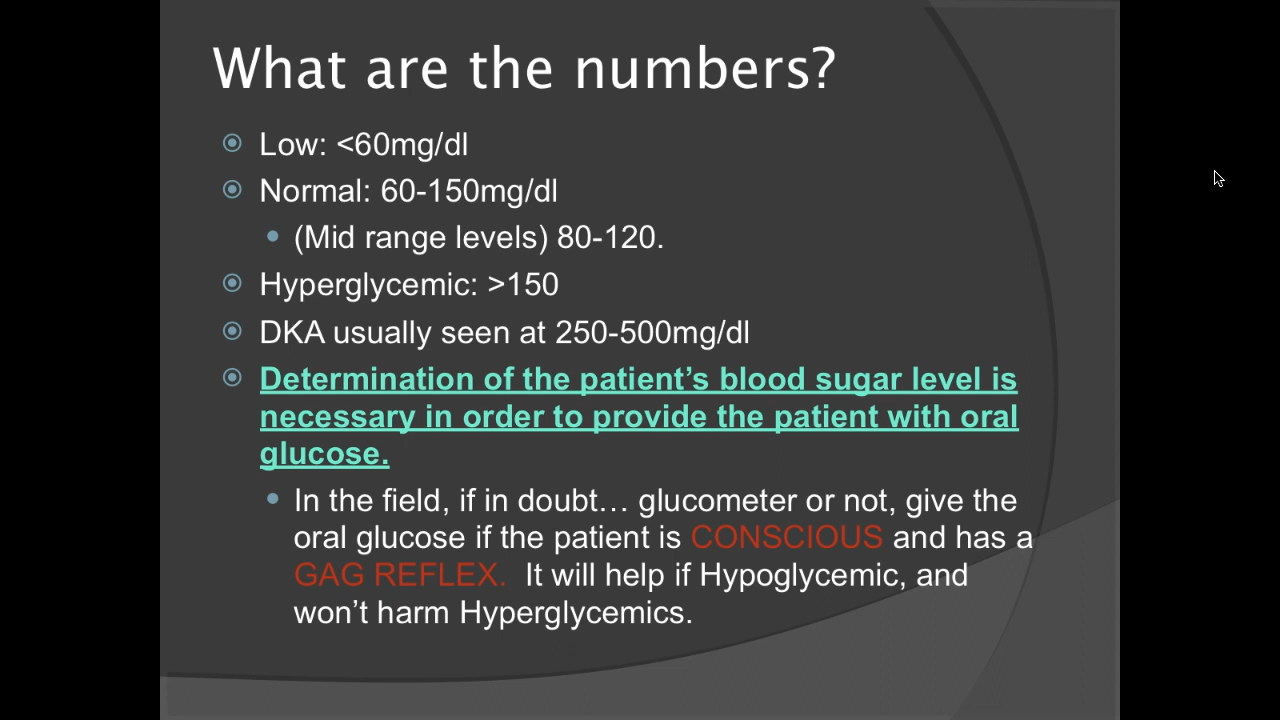 What are the numbers?
Low: <60mg/dl
Normal: 60-150mg/dl
(Mid range levels) 80-120.
Hyperglycemic: >150
DKA usually seen at 250-500mg/dl
Determination of the patient’s blood sugar level is
necessary in order to provide the patient with oral
glucose.
In the field, if in doubt… glucometer or not, give the
oral glucose if the patient is CONSCIOUS and has a
GAG REFLEX.  It will help if Hypoglycemic, and
won’t harm Hyperglycemics.